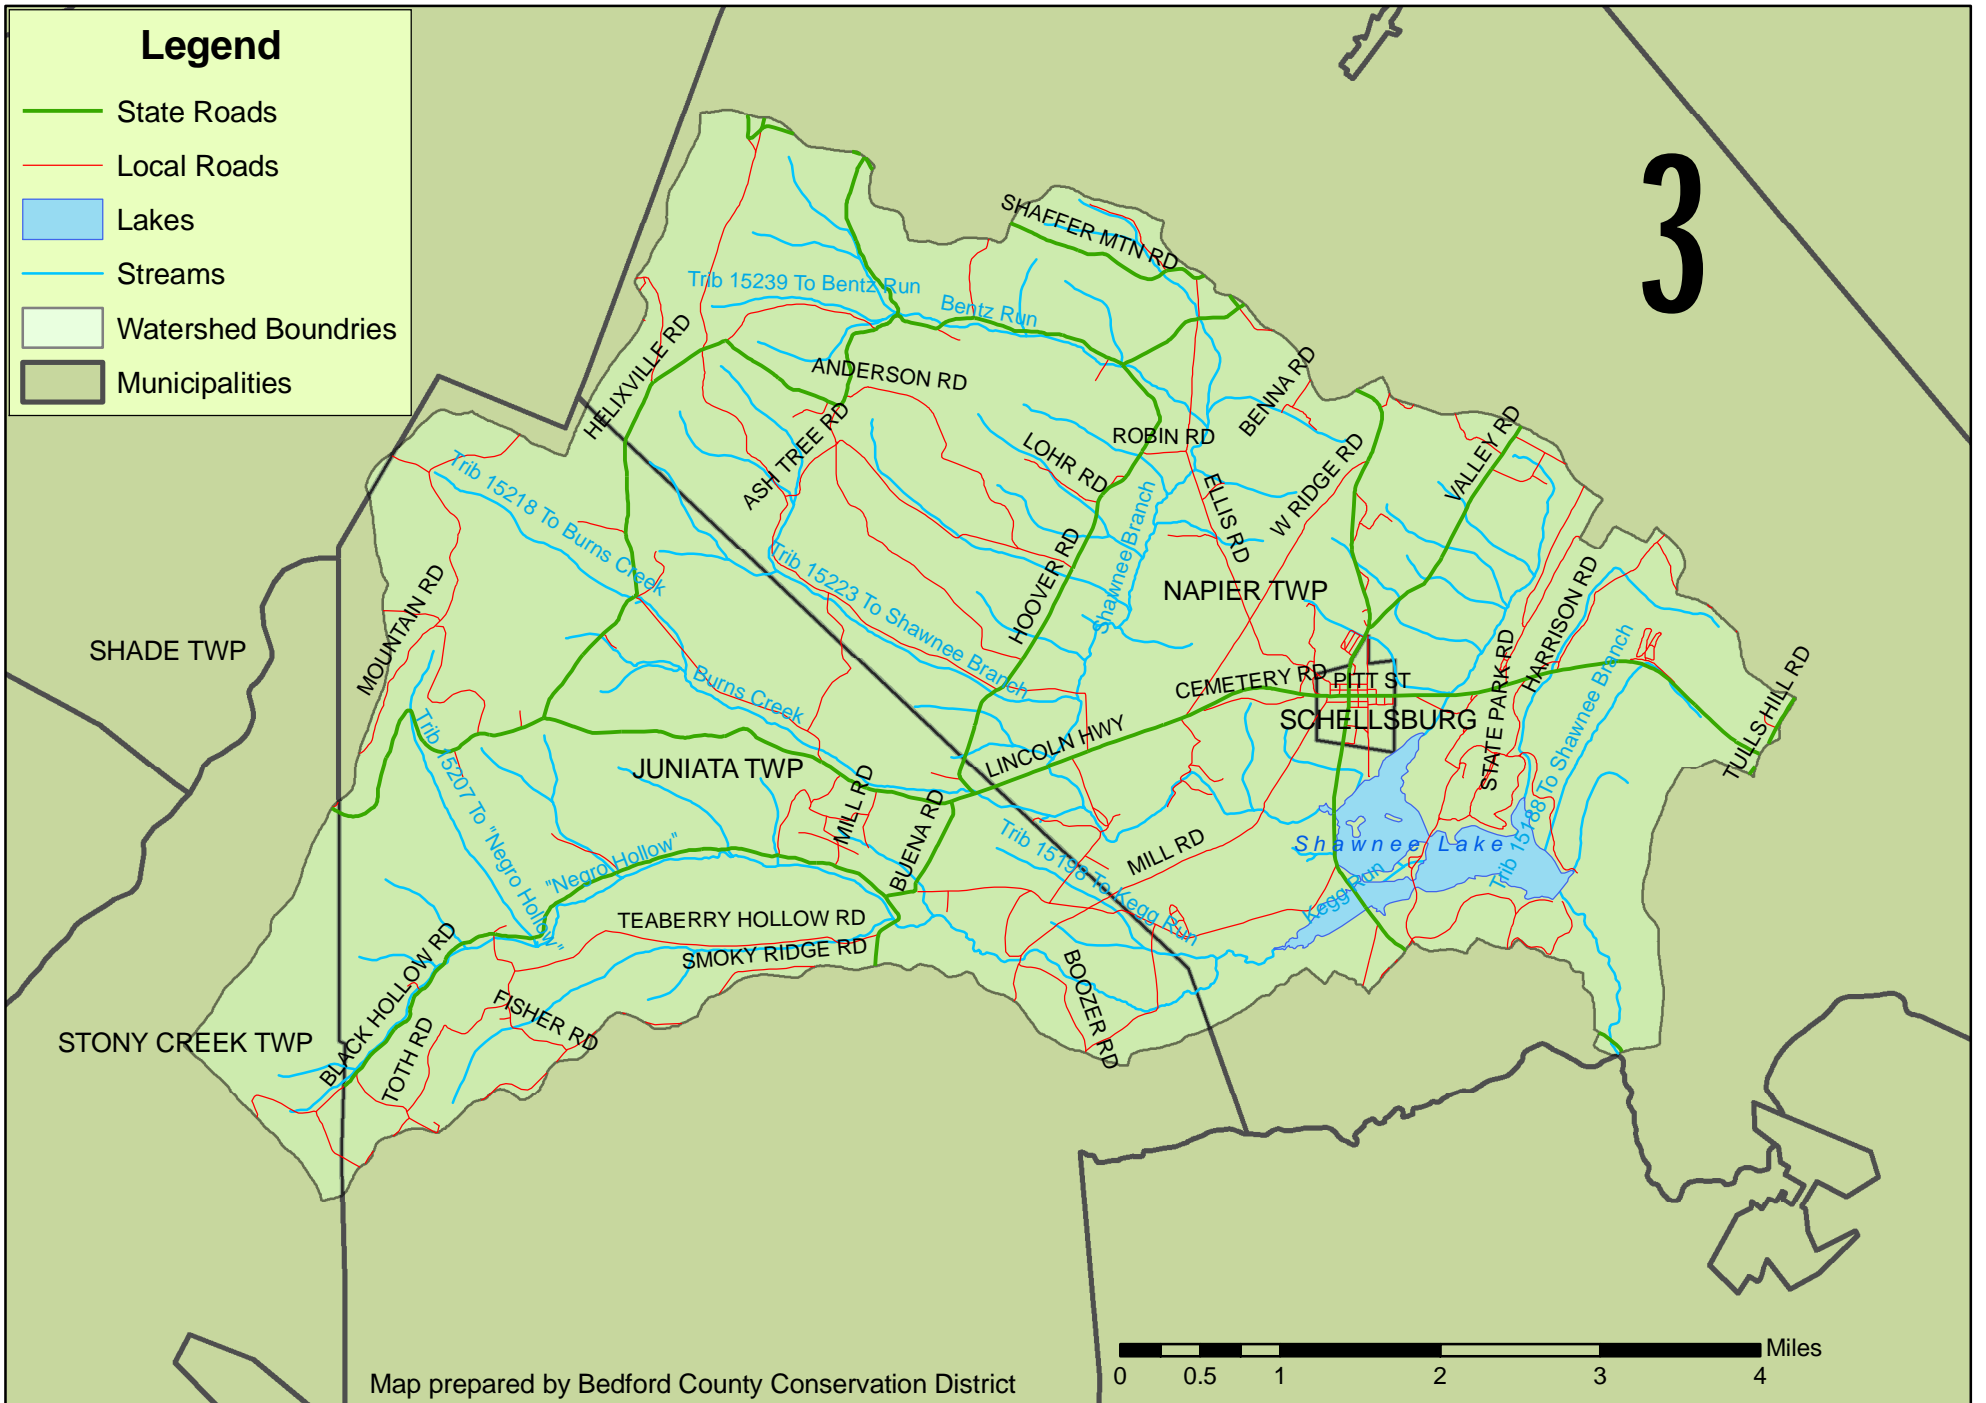 Legend
State Roads
Local Roads
Lakes
Streams
Watershed Boundries
Municipalities
3
SHAFFER MTN RD
Trib 15239 To Bentz Run
Bentz Run
HELIXVILLE RD
ANDERSON RD
BENNA RD
ASH TREE RD
LOHR RD
ROBIN RD
W RIDGE RD
VALLEY RD
Trib 15218 To Burns Creek
ELLIS RD
Shawnee Branch
Trib 15223 To Shawnee Branch
HOOVER RD
NAPIER TWP
MOUNTAIN RD
HARRISON RD
SHADE TWP
STATE PARK RD
Trib 15188 To Shawnee Branch
Burns Creek
CEMETERY RD
PITT ST
SCHELLSBURG
TULLS HILL RD
Trib 15207 To "Negro Hollow"
LINCOLN HWY
JUNIATA TWP
MILL RD
BUENA RD
MILL RD
Shawnee Lake
"Negro Hollow"
Trib 15198 To Kegg Run
Kegg Run
TEABERRY HOLLOW RD
SMOKY RIDGE RD
BLACK HOLLOW RD
BOOZER RD
FISHER RD
STONY CREEK TWP
TOTH RD
Miles
0 0.5 1 2 3 4
Map prepared by Bedford County Conservation District